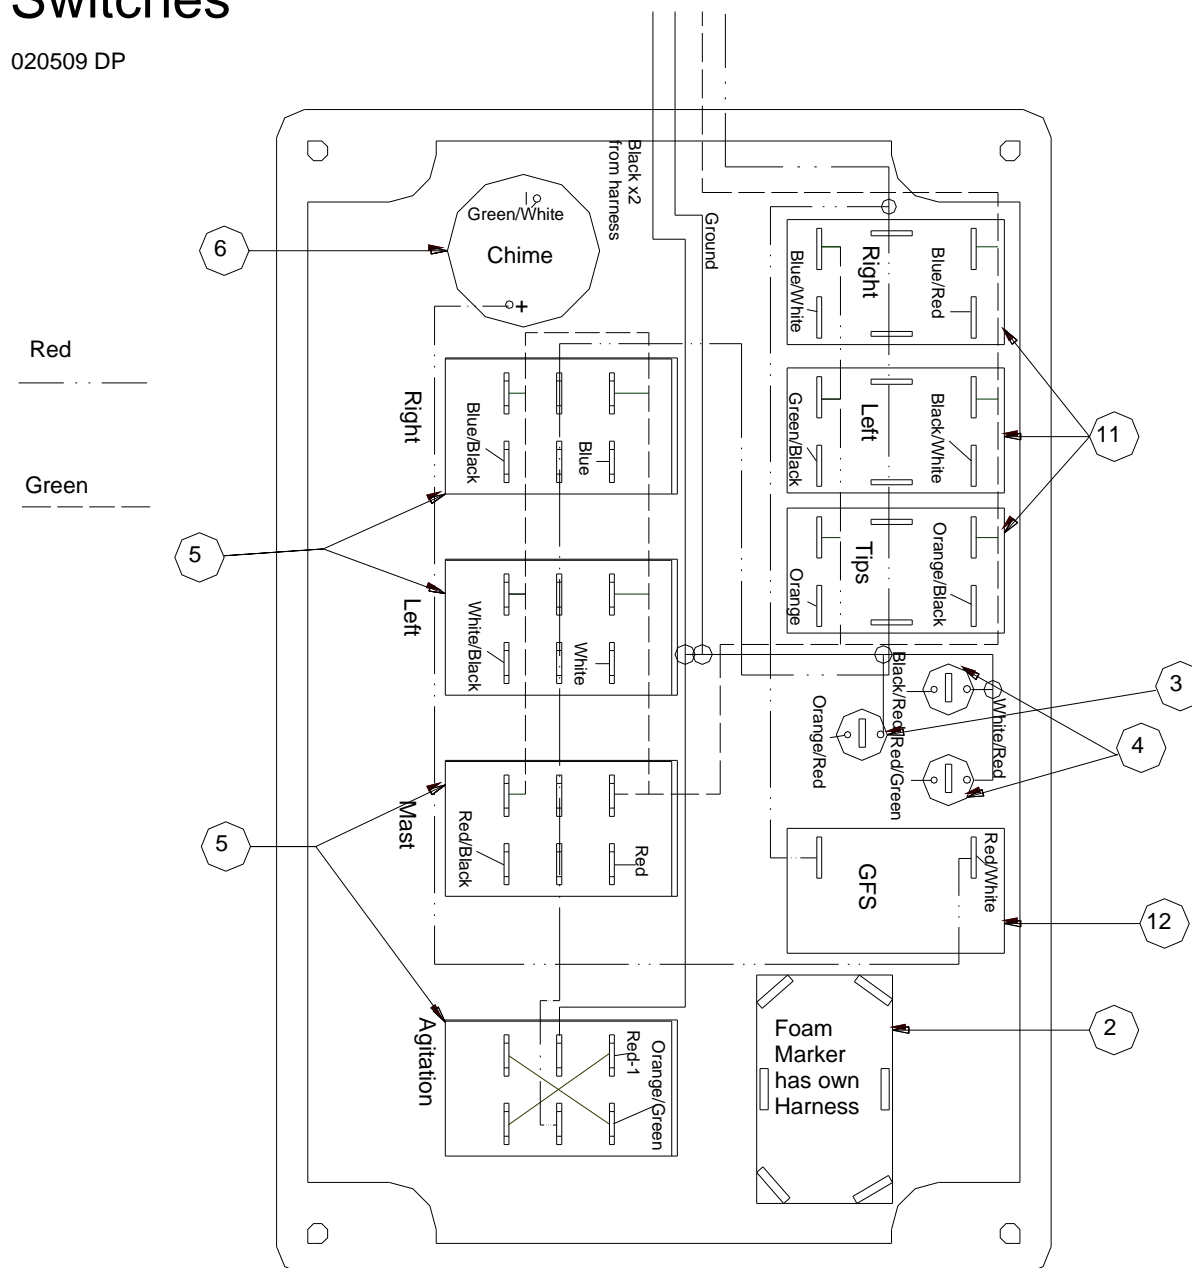 Switches
020509 DP
Black x2
from harness
Ground
Green/White
Chime
+
6
Red
Green
Right
Blue/White
Blue/Red
Right
Blue/Black
Blue
Left
Green/Black
Black/White
11
5
Left
White/Black
White
Tips
Orange
Orange/Black
Black/Red
Red/Green
Orange/Red
White/Red
3
4
5
Mast
Red/Black
Red
GFS
Red/White
12
Agitation
Red-1
Orange/Green
Foam
Marker
has own
Harness
2